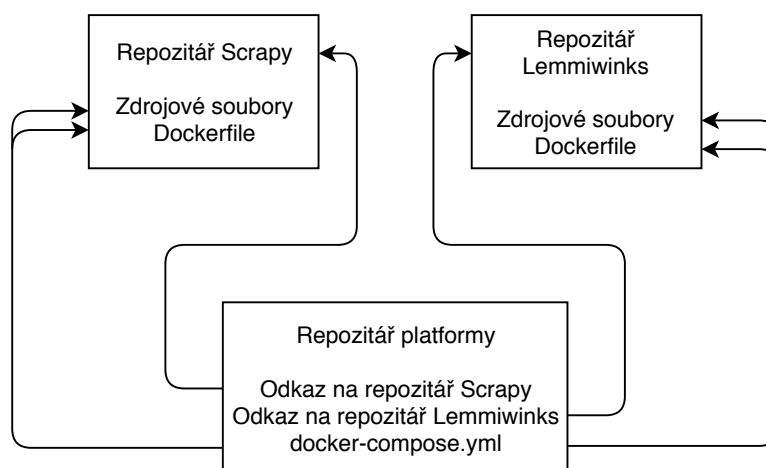 Repozitář Scrapy
Zdrojové soubory
Dockerfile
Repozitář
Lemmiwinks
Zdrojové soubory
Dockerfile
Repozitář platformy
Odkaz na repozitář Scrapy
Odkaz na repozitář Lemmiwinks
docker-compose.yml